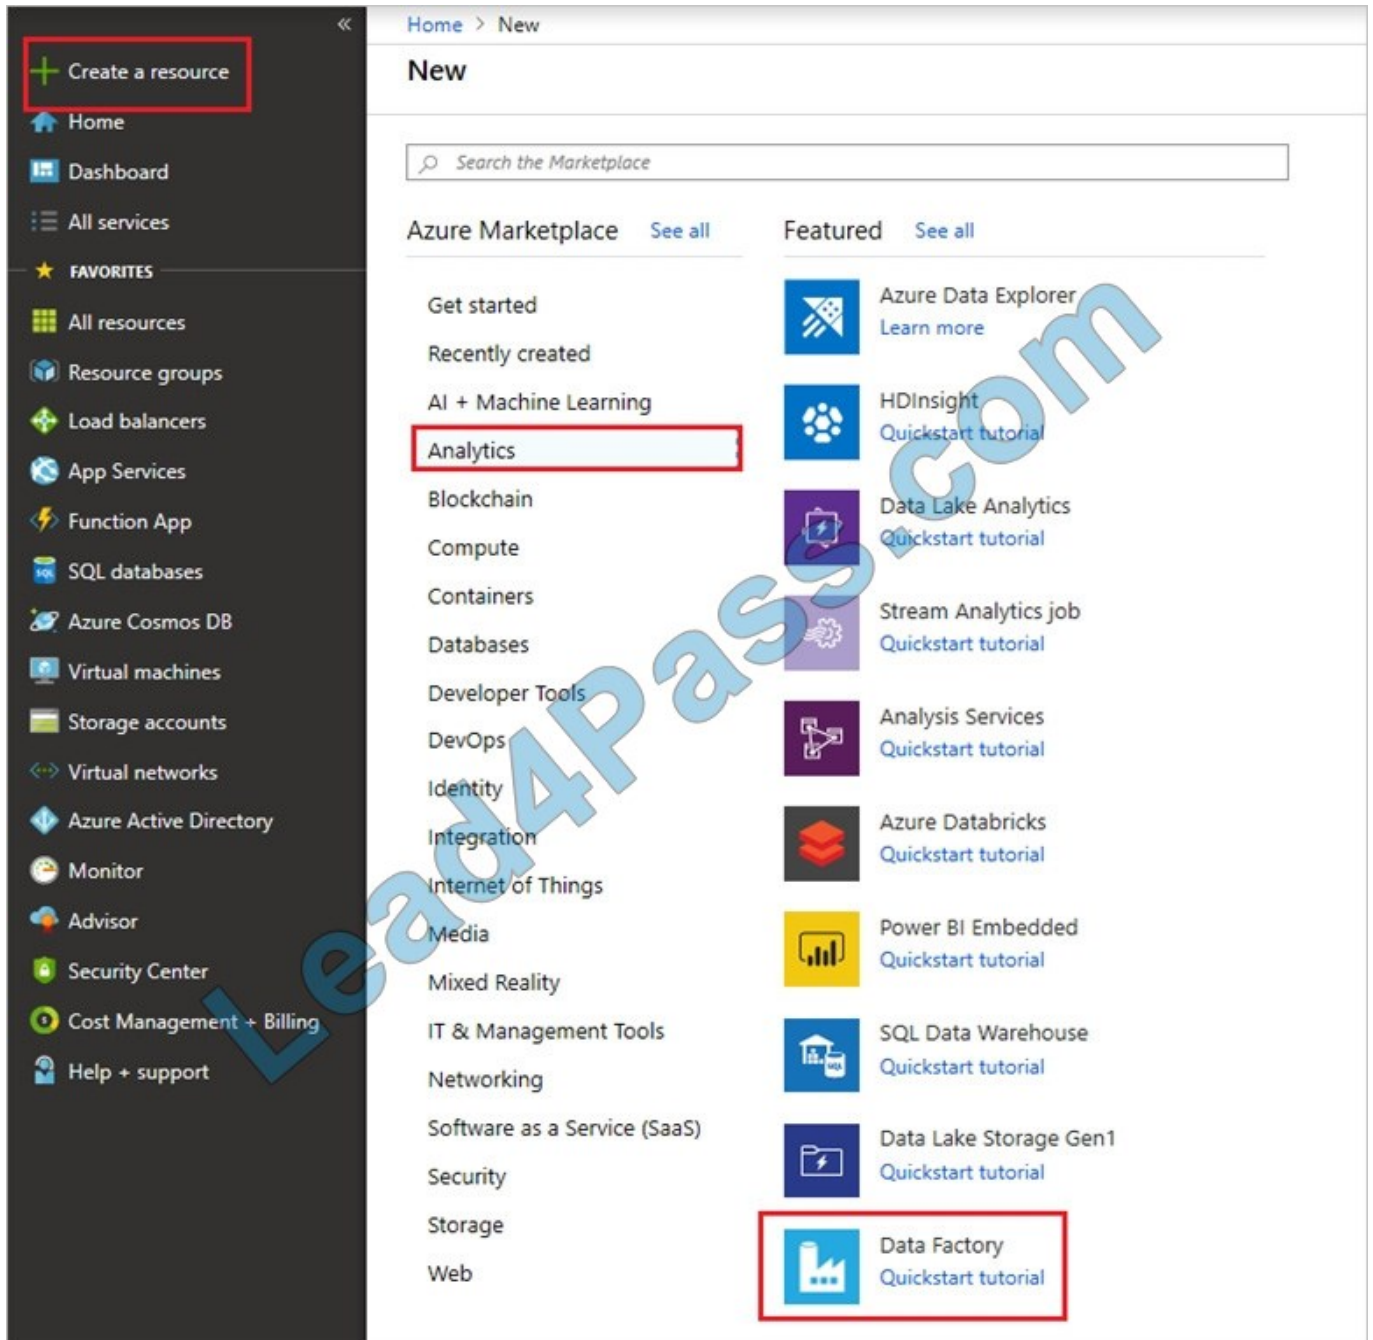 «
Create a resource
Home
Dashboard
All services
FAVORITES
All resources
Resource groups
Load balancers
App Services
Function App
SQL databases
Azure Cosmos DB
Virtual machines
Storage accounts
Virtual networks
Azure Active Directory
Monitor
Advisor
Security Center
Cost Management + Billing
Help + support
Home > New
New
Search the Marketplace
Azure Marketplace See all
Get started
Recently created
AI + Machine Learning
Analytics
Blockchain
Compute
Containers
Databases
Developer Tools
DevOps
Identity
Integration
Internet of Things
Media
Mixed Reality
IT & Management Tools
Networking
Software as a Service (SaaS)
Security
Storage
Web
Featured See all
Azure Data Explorer
Learn more
HDInsight
Quickstart tutorial
Data Lake Analytics
Quickstart tutorial
Stream Analytics job
Quickstart tutorial
Analysis Services
Quickstart tutorial
Azure Databricks
Quickstart tutorial
Power BI Embedded
Quickstart tutorial
SQL Data Warehouse
Quickstart tutorial
Data Lake Storage Gen1
Quickstart tutorial
Data Factory
Quickstart tutorial
Lead4Pass.com